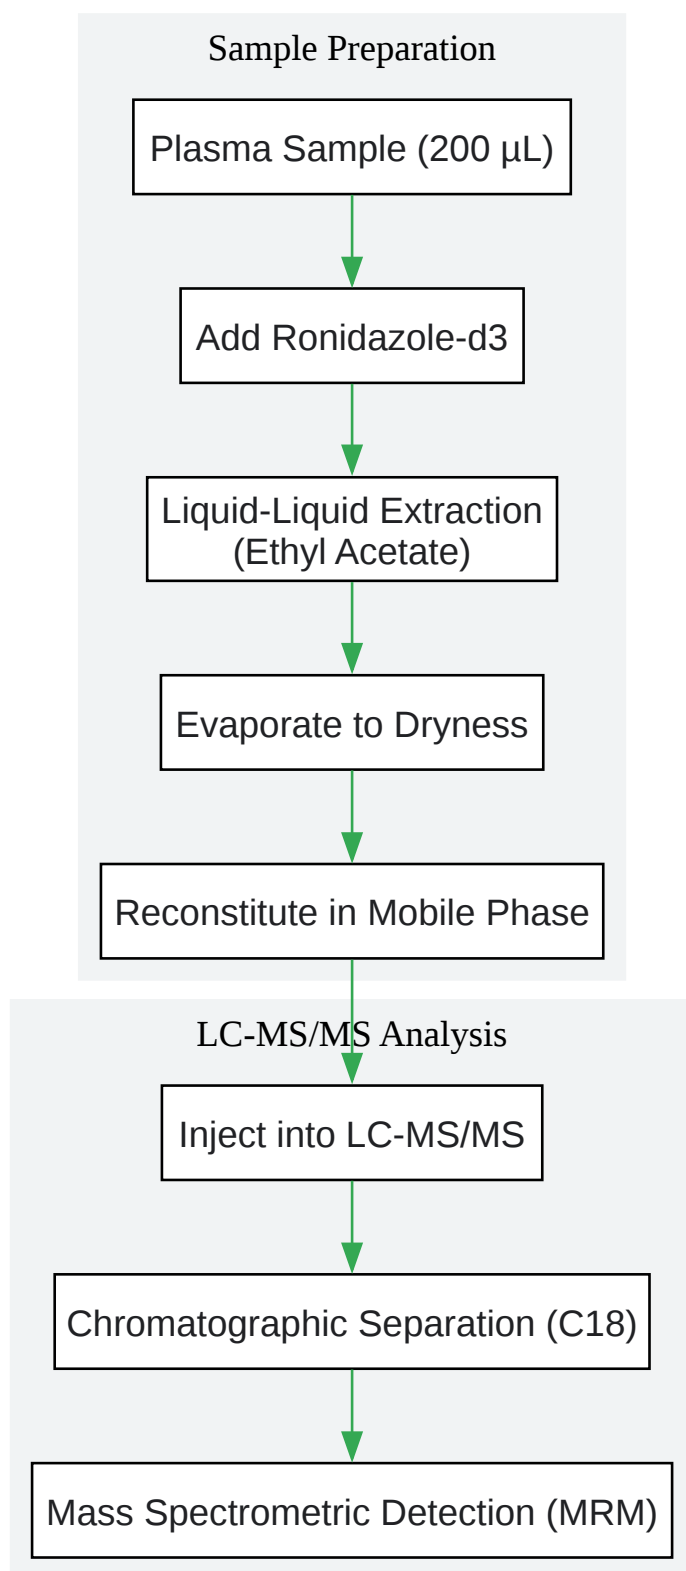 Sample Preparation
Plasma Sample (200 µL)
Add Ronidazole-d3
Liquid-Liquid Extraction
(Ethyl Acetate)
Evaporate to Dryness
Reconstitute in Mobile Phase
LC-MS/MS Analysis
Inject into LC-MS/MS
Chromatographic Separation (C18)
Mass Spectrometric Detection (MRM)